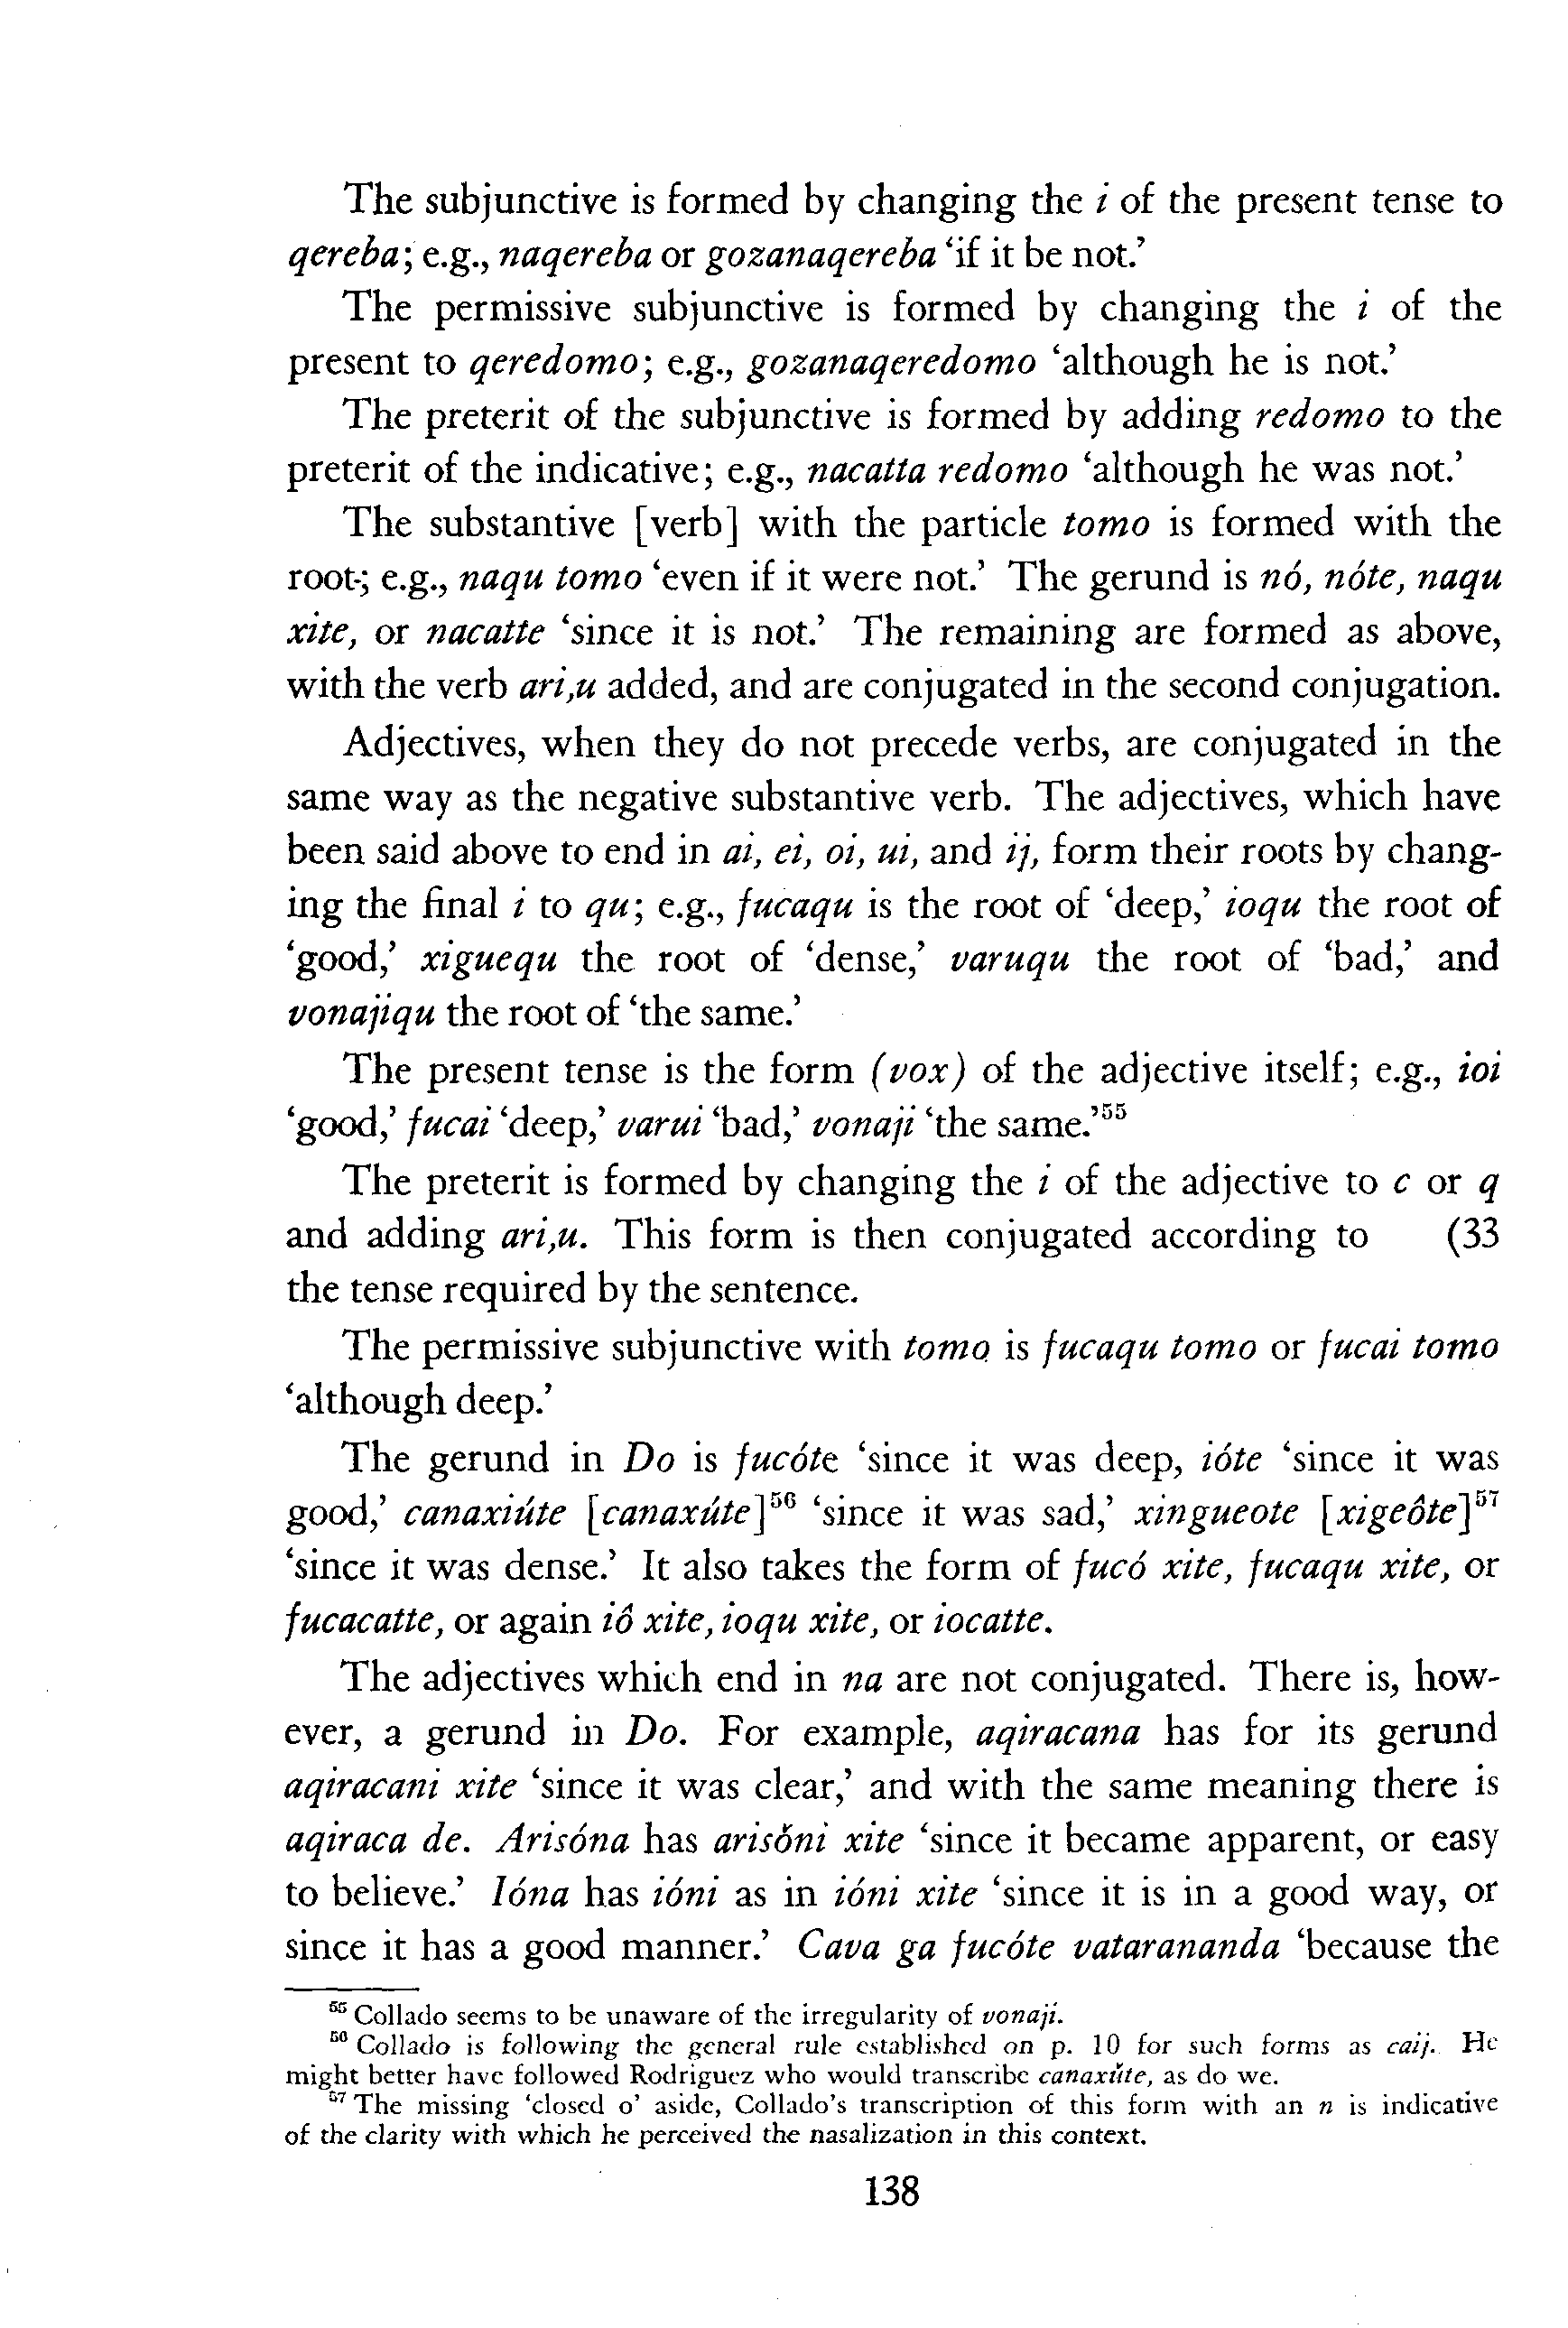 The subjunctive is formed by changing the i of the present tense to
qereba; e.g., naqereba or gozanaqereba ‘if it be not.’
The permissive subjunctive is formed by changing the i of the
present to qeredomo; e.g., gozanaqeredomo ‘although he is not.’
The preterit of the subjunctive is formed by adding redomo to the
preterit of the indicative; e.g., nacatta redomo ‘although he was not.’
The substantive [verb] with the particle tomo is formed with the
root-; e.g., naqu tomo ‘even if it were not.’ The gerund is nó, nóte, naqu
xite, or nacatte ‘since it is not.’ The remaining are formed as above,
with the verb ari,u added, and are conjugated in the second conjugation.
Adjectives, when they do not precede verbs, are conjugated in the
same way as the negative substantive verb. The adjectives, which have
been said above to end in ai, ei, oi, ui, and ij, form their roots by chang-
ing the final i to qu; e.g., fucaqu is the root of ‘deep,’ ioqu the root of
‘good,’ xiguequ the root of ‘dense,’ varuqu the root of ‘bad,’ and
vonajiqu the root of ‘the same.’
The present tense is the form (vox) of the adjective itself; e.g., ioi
‘good,’ fucai ‘deep,’ varui ‘bad,’ vonaji ‘the same.’55
The preterit is formed by changing the i of the adjective to c or q
and adding ari,u. This form is then conjugated according to (33
the tense required by the sentence.
The permissive subjunctive with tomo is fucaqu tomo or fucai tomo
‘although deep.’
The gerund in Do is fucóte ‘since it was deep, ióte ‘since it was
good,’ canaxiúte [canaxúte]56 ‘since it was sad,’ xingueote [xigeôte]57
‘since it was dense.’ It also takes the form of fucó xite, fucaqu xite, or
fucacatte, or again iô xite, ioqu xite, or iocatte.
The adjectives which end in na are not conjugated. There is, how-
ever, a gerund in Do. For example, aqiracana has for its gerund
aqiracani xite ‘since it was clear,’ and with the same meaning there is
aqiraca de. Arisóna has arisǒni xite ‘since it became apparent, or easy
to believe.’ Ióna has ióni as in ióni xite ‘since it is in a good way, or
since it has a good manner.’ Cava ga fucóte vatarananda ‘because the
55 Collado seems to be unaware of the irregularity of vonaji.
56 Collado is following the general rule established on p. 10 for such forms as caij. He
might better have followed Rodriguez who would transcribe canaxǔte, as do we.
57 The missing ‘closed o’ aside, Collado’s transcription of this form with an n is indicative
of the clarity with which he perceived the nasalization in this context.
138